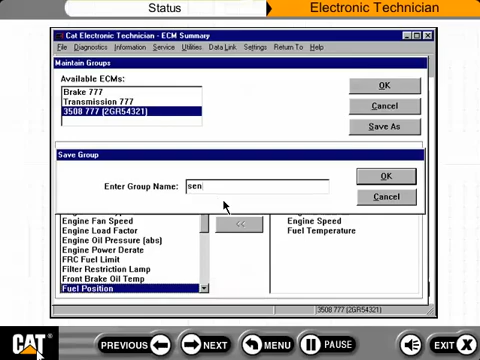 Status
Electronic Technician
Cat Electronic Technician - ECM Summary
File Diagnostics Information Service Utilities Data Link Settings Return To Help
Maintain Groups
Available ECMs:
Brake 777
Transmission 777
3508 777 (2GR54321)
OK
Cancel
Save As
Save Group
Enter Group Name: sen
OK
Cancel
Engine Fan Speed
Engine Load Factor
Engine Oil Pressure (abs)
Engine Power Derate
FRC Fuel Limit
Filter Restriction Lamp
Front Brake Oil Temp
Fuel Position
<<
Engine Speed
Fuel Temperature
3508 777 (2GR54321)
CAT
PREVIOUS NEXT MENU PAUSE EXIT X